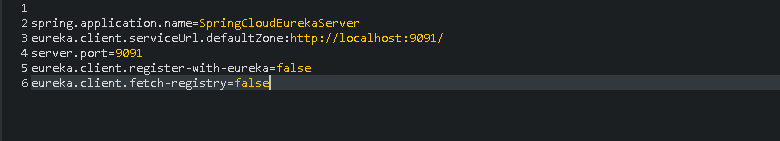 1
2 spring.application.name=SpringCloudEurekaServer
3 eureka.client.serviceUrl.defaultZone:http://localhost:9091/
4 server.port=9091
5 eureka.client.register-with-eureka=false
6 eureka.client.fetch-registry=false